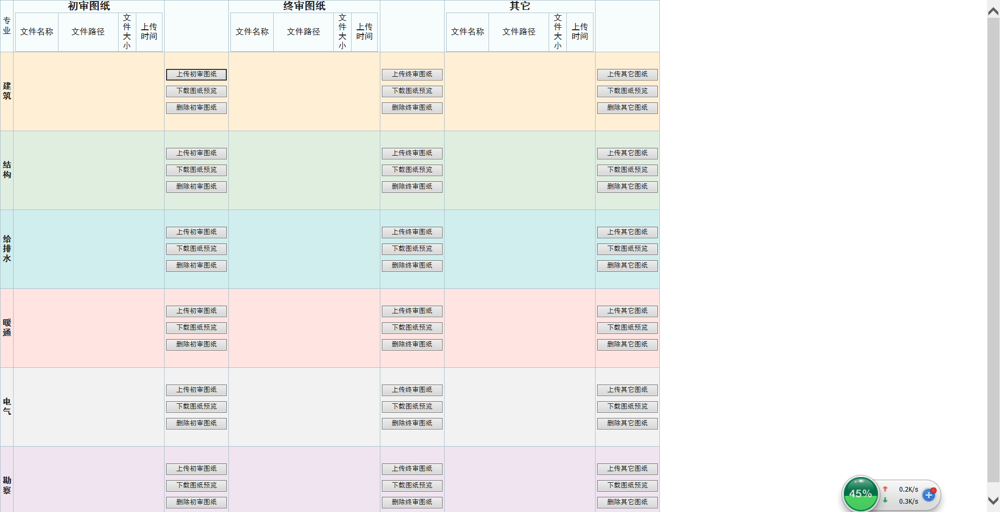 专业
初审图纸
文件名称 文件路径 文件大小 上传时间
终审图纸
文件名称 文件路径 文件大小 上传时间
其它
文件名称 文件路径 文件大小 上传时间
建筑
上传初审图纸 上传终审图纸 上传其它图纸
下载图纸预览 下载图纸预览 下载图纸预览
删除初审图纸 删除终审图纸 删除其它图纸
结构
上传初审图纸 上传终审图纸 上传其它图纸
下载图纸预览 下载图纸预览 下载图纸预览
删除初审图纸 删除终审图纸 删除其它图纸
给排水
上传初审图纸 上传终审图纸 上传其它图纸
下载图纸预览 下载图纸预览 下载图纸预览
删除初审图纸 删除终审图纸 删除其它图纸
暖通
上传初审图纸 上传终审图纸 上传其它图纸
下载图纸预览 下载图纸预览 下载图纸预览
删除初审图纸 删除终审图纸 删除其它图纸
电气
上传初审图纸 上传终审图纸 上传其它图纸
下载图纸预览 下载图纸预览 下载图纸预览
删除初审图纸 删除终审图纸 删除其它图纸
勘察
上传初审图纸 上传终审图纸 上传其它图纸
下载图纸预览 下载图纸预览 下载图纸预览
删除初审图纸 删除终审图纸 删除其它图纸
45%
0.2K/s
0.3K/s